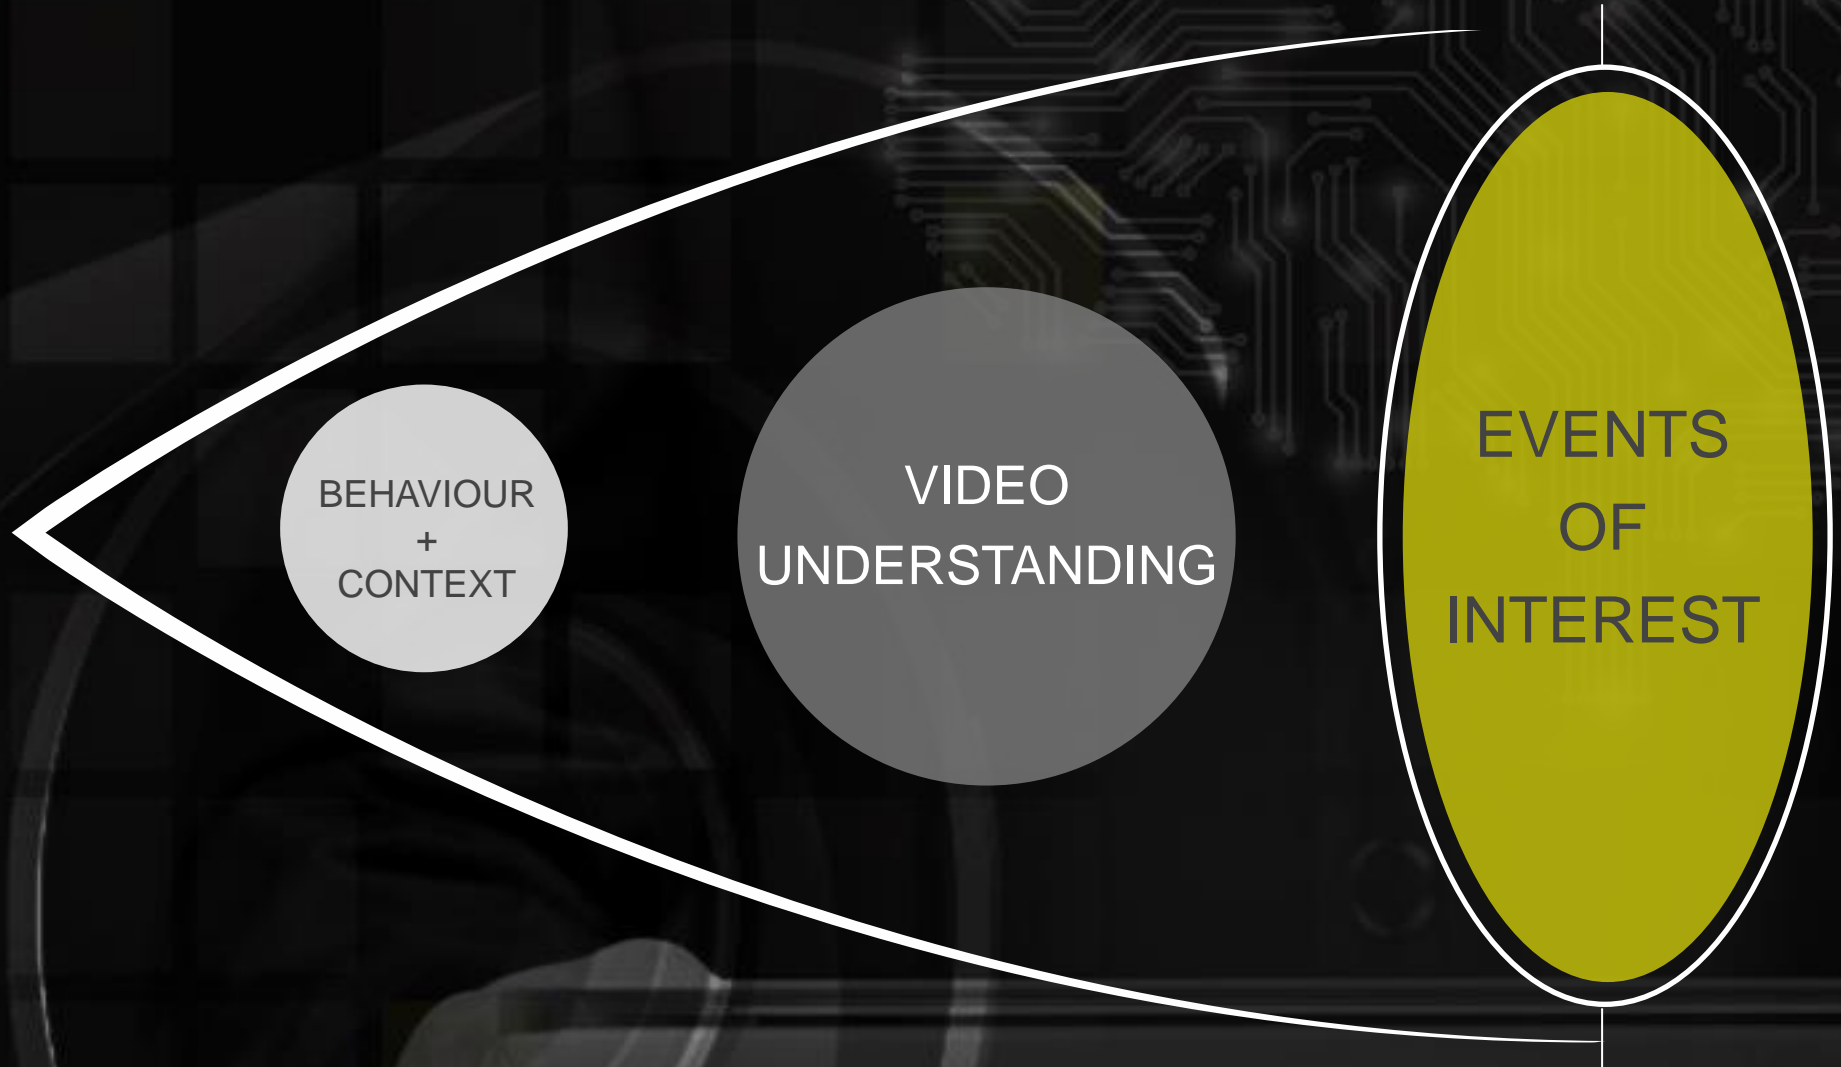 BEHAVIOUR
+
CONTEXT
VIDEO
UNDERSTANDING
EVENTS
OF
INTEREST